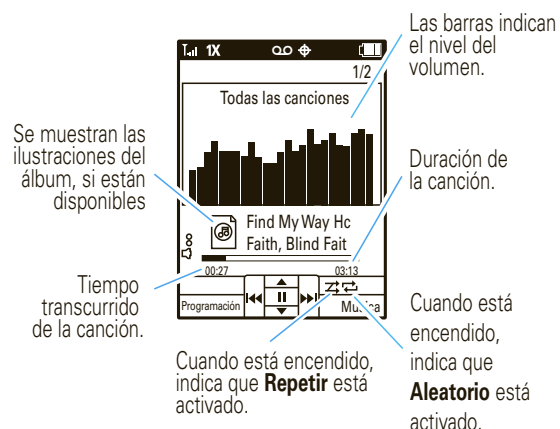 Las barras indican
el nivel del
volumen.
1X
1/2
Todas las canciones
Se muestran las
ilustraciones del
álbum, si están
disponibles
Duración de
la canción.
Find My Way Hc
Faith, Blind Fait
00:27
03:13
Tiempo
transcurrido
de la canción.
Programación
Música
Cuando está encendido,
indica que Repetir está
activado.
Cuando está
encendido,
indica que
Aleatorio está
activado.